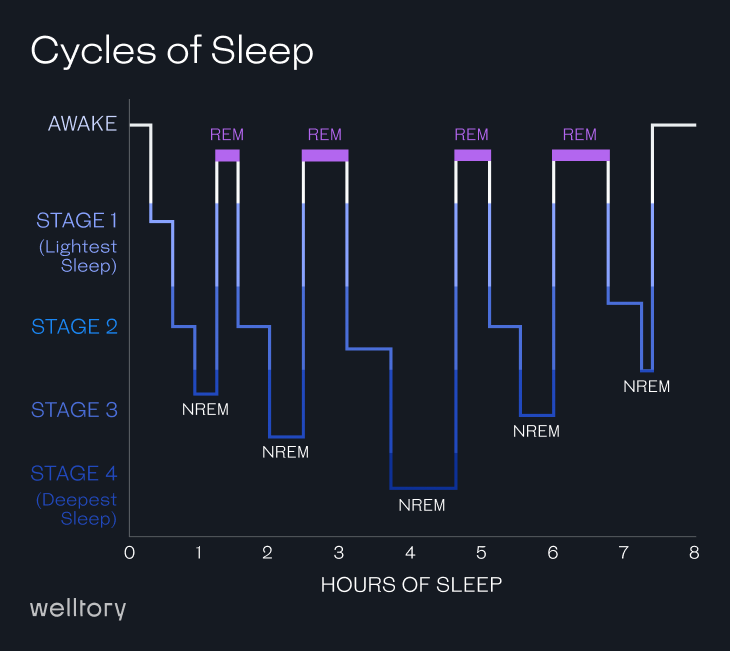 Cycles of Sleep
AWAKE
REM
REM
REM
REM
STAGE 1
(Lightest
Sleep)
STAGE 2
NREM
STAGE 3
NREM
NREM
NREM
STAGE 4
(Deepest
Sleep)
NREM
0 1 2 3 4 5 6 7 8
HOURS OF SLEEP
welltory